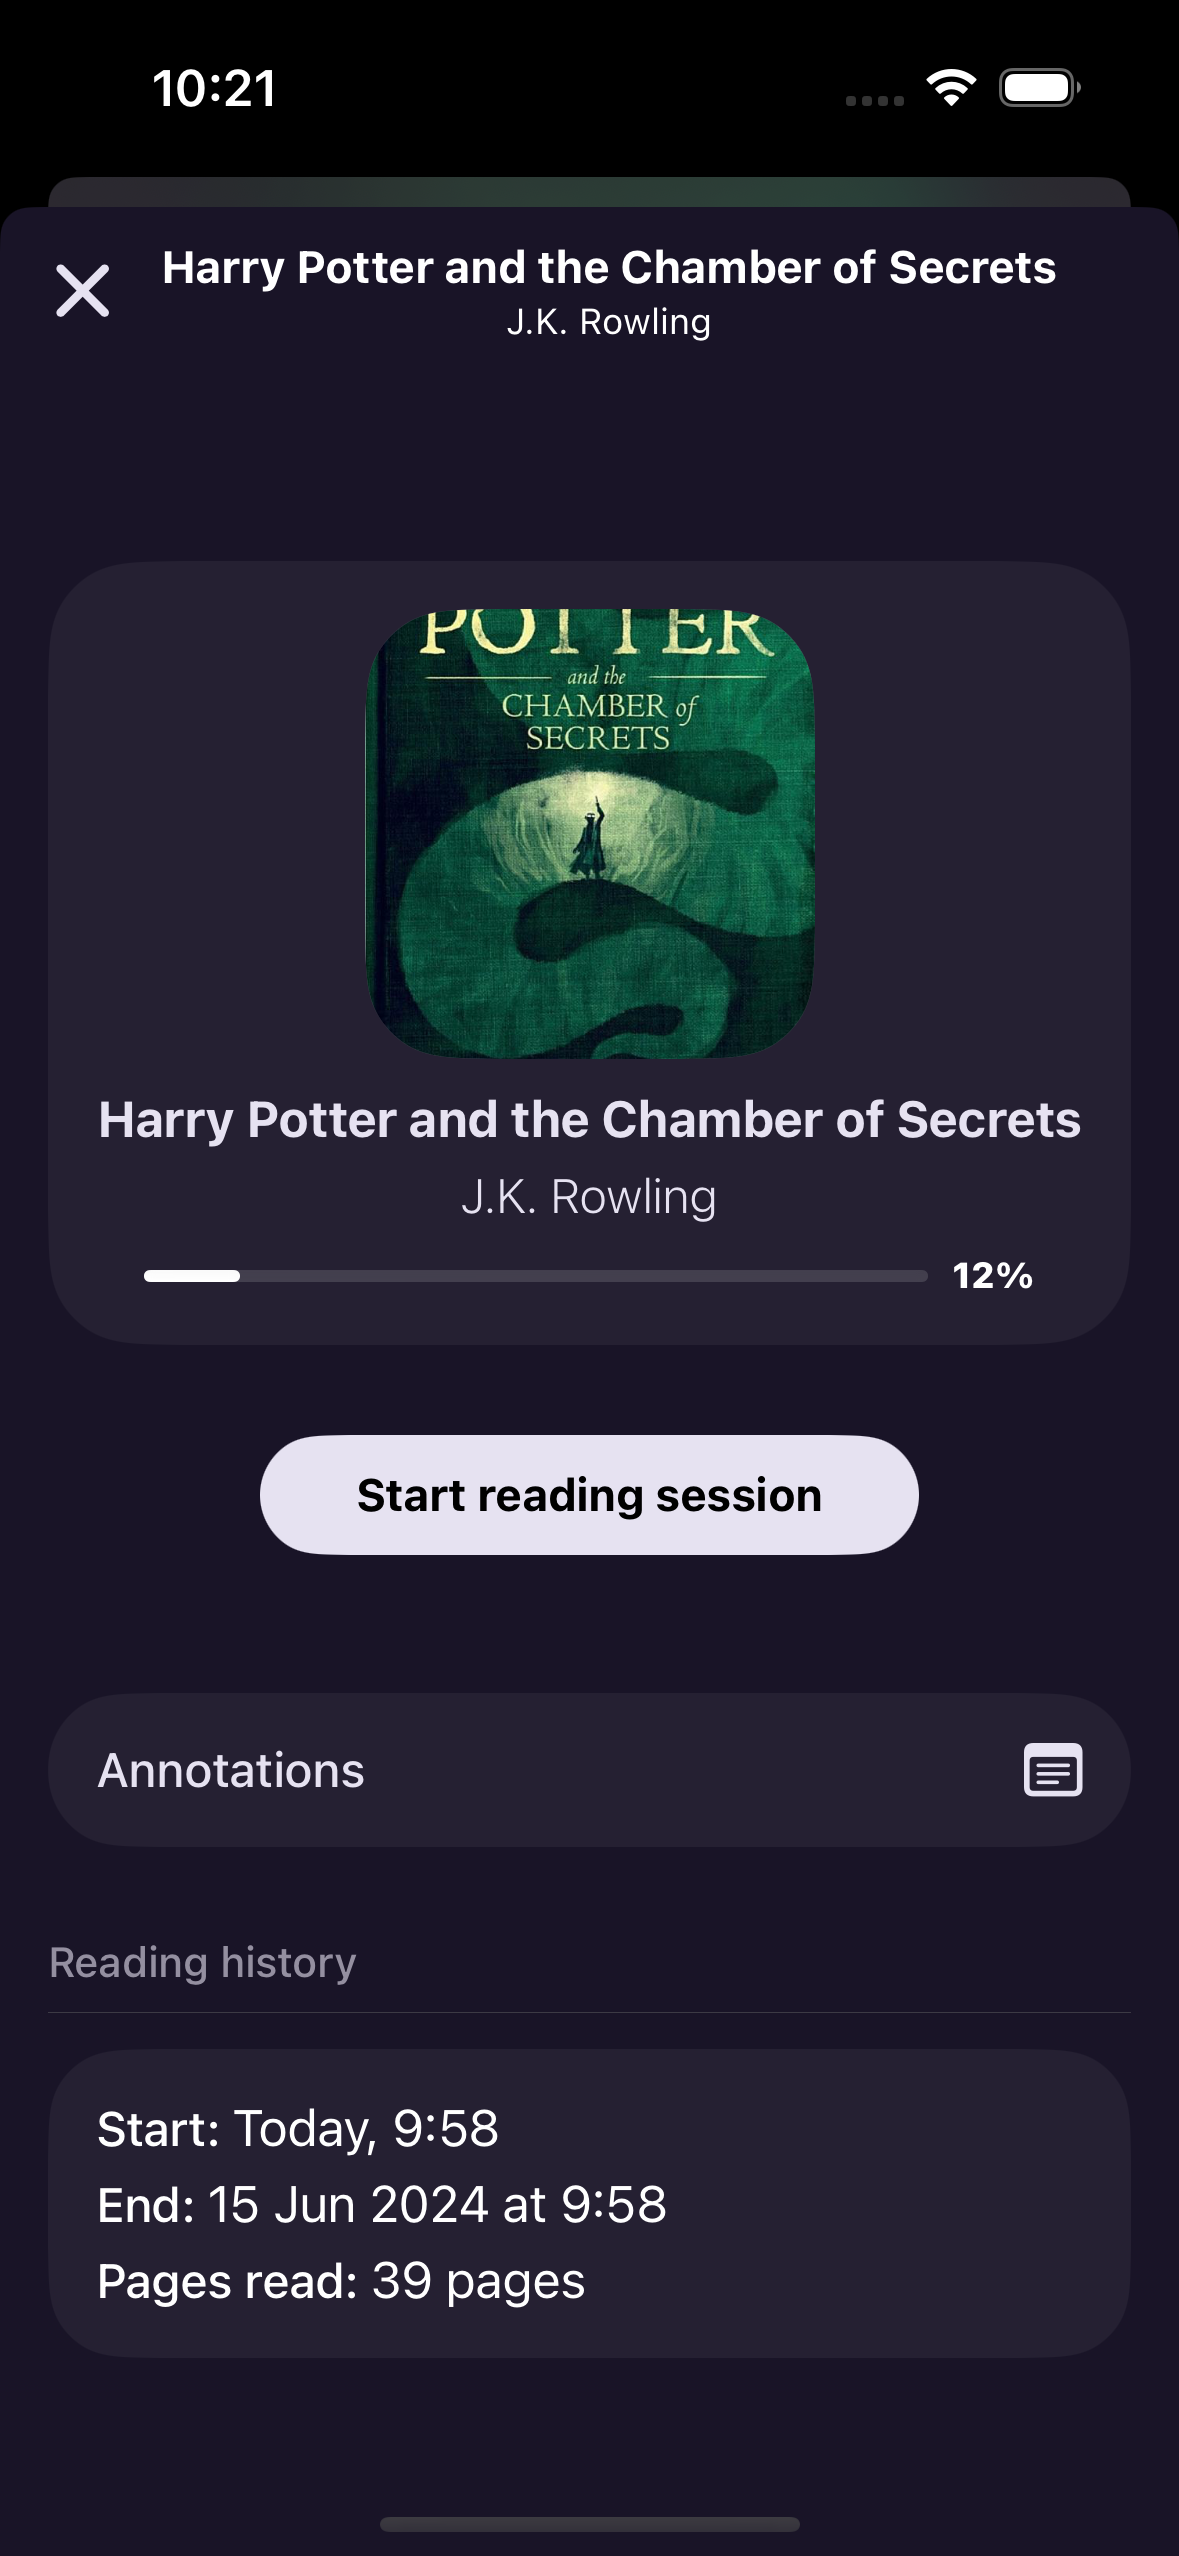 10:21
Harry Potter and the Chamber of Secrets
J.K. Rowling
POTTER
and the
CHAMBER of
SECRETS
Harry Potter and the Chamber of Secrets
J.K. Rowling
12%
Start reading session
Annotations
Reading history
Start: Today, 9:58
End: 15 Jun 2024 at 9:58
Pages read: 39 pages